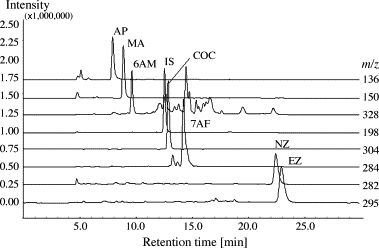 Intensity
(x1,000,000)
2.50
AP
2.25
MA
2.00
6AM
IS
COC
m/z
1.75
136
1.50
150
1.25
328
7AF
1.00
198
0.75
304
NZ
EZ
0.50
284
0.25
282
0.00
295
5.0
10.0
15.0
20.0
25.0
Retention time [min]